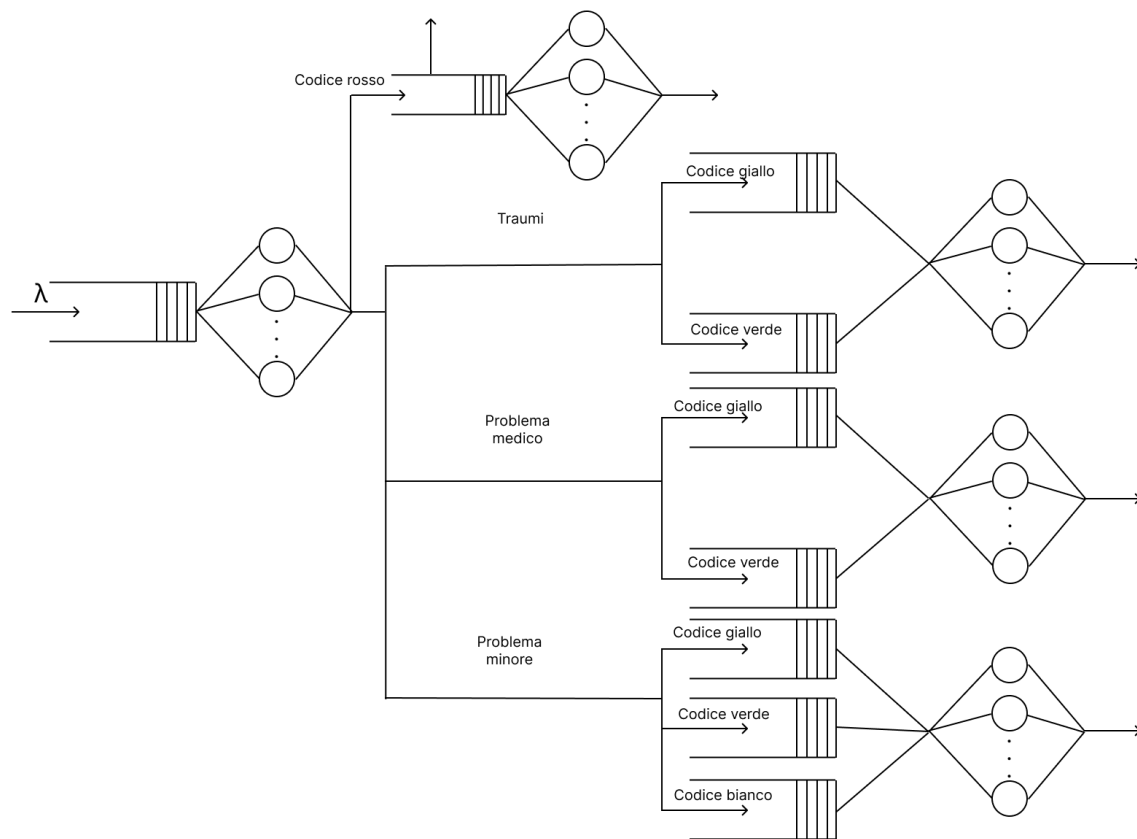 Codice rosso
Codice giallo
Traumi
λ
Codice verde
Codice giallo
Problema
medico
Codice verde
Codice giallo
Problema
minore
Codice verde
Codice bianco